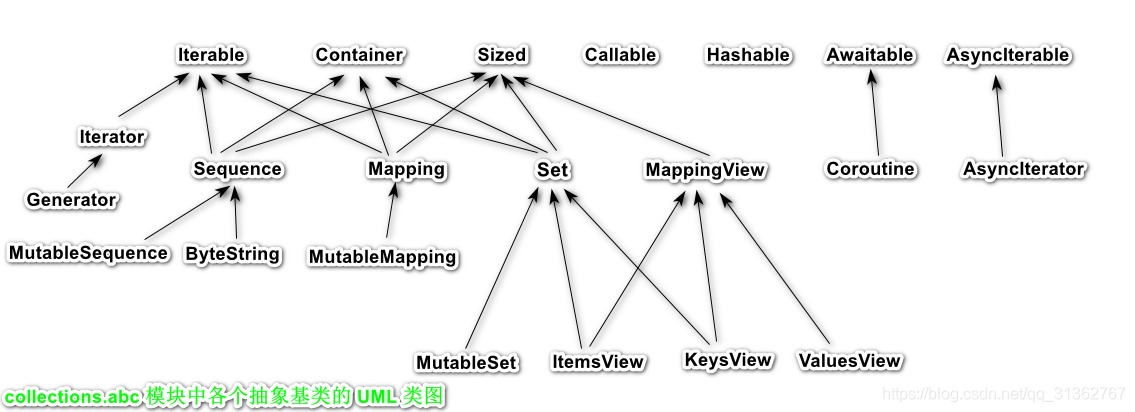 Iterable Container Sized Callable Hashable Awaitable AsyncIterable
Iterator
Sequence Mapping Set MappingView Coroutine AsyncIterator
Generator
MutableSequence ByteString MutableMapping
MutableSet ItemsView KeysView ValuesView
collections.abc 模块中各个抽象基类的 UML 类图
https://blog.csdn.net/qq_31362767